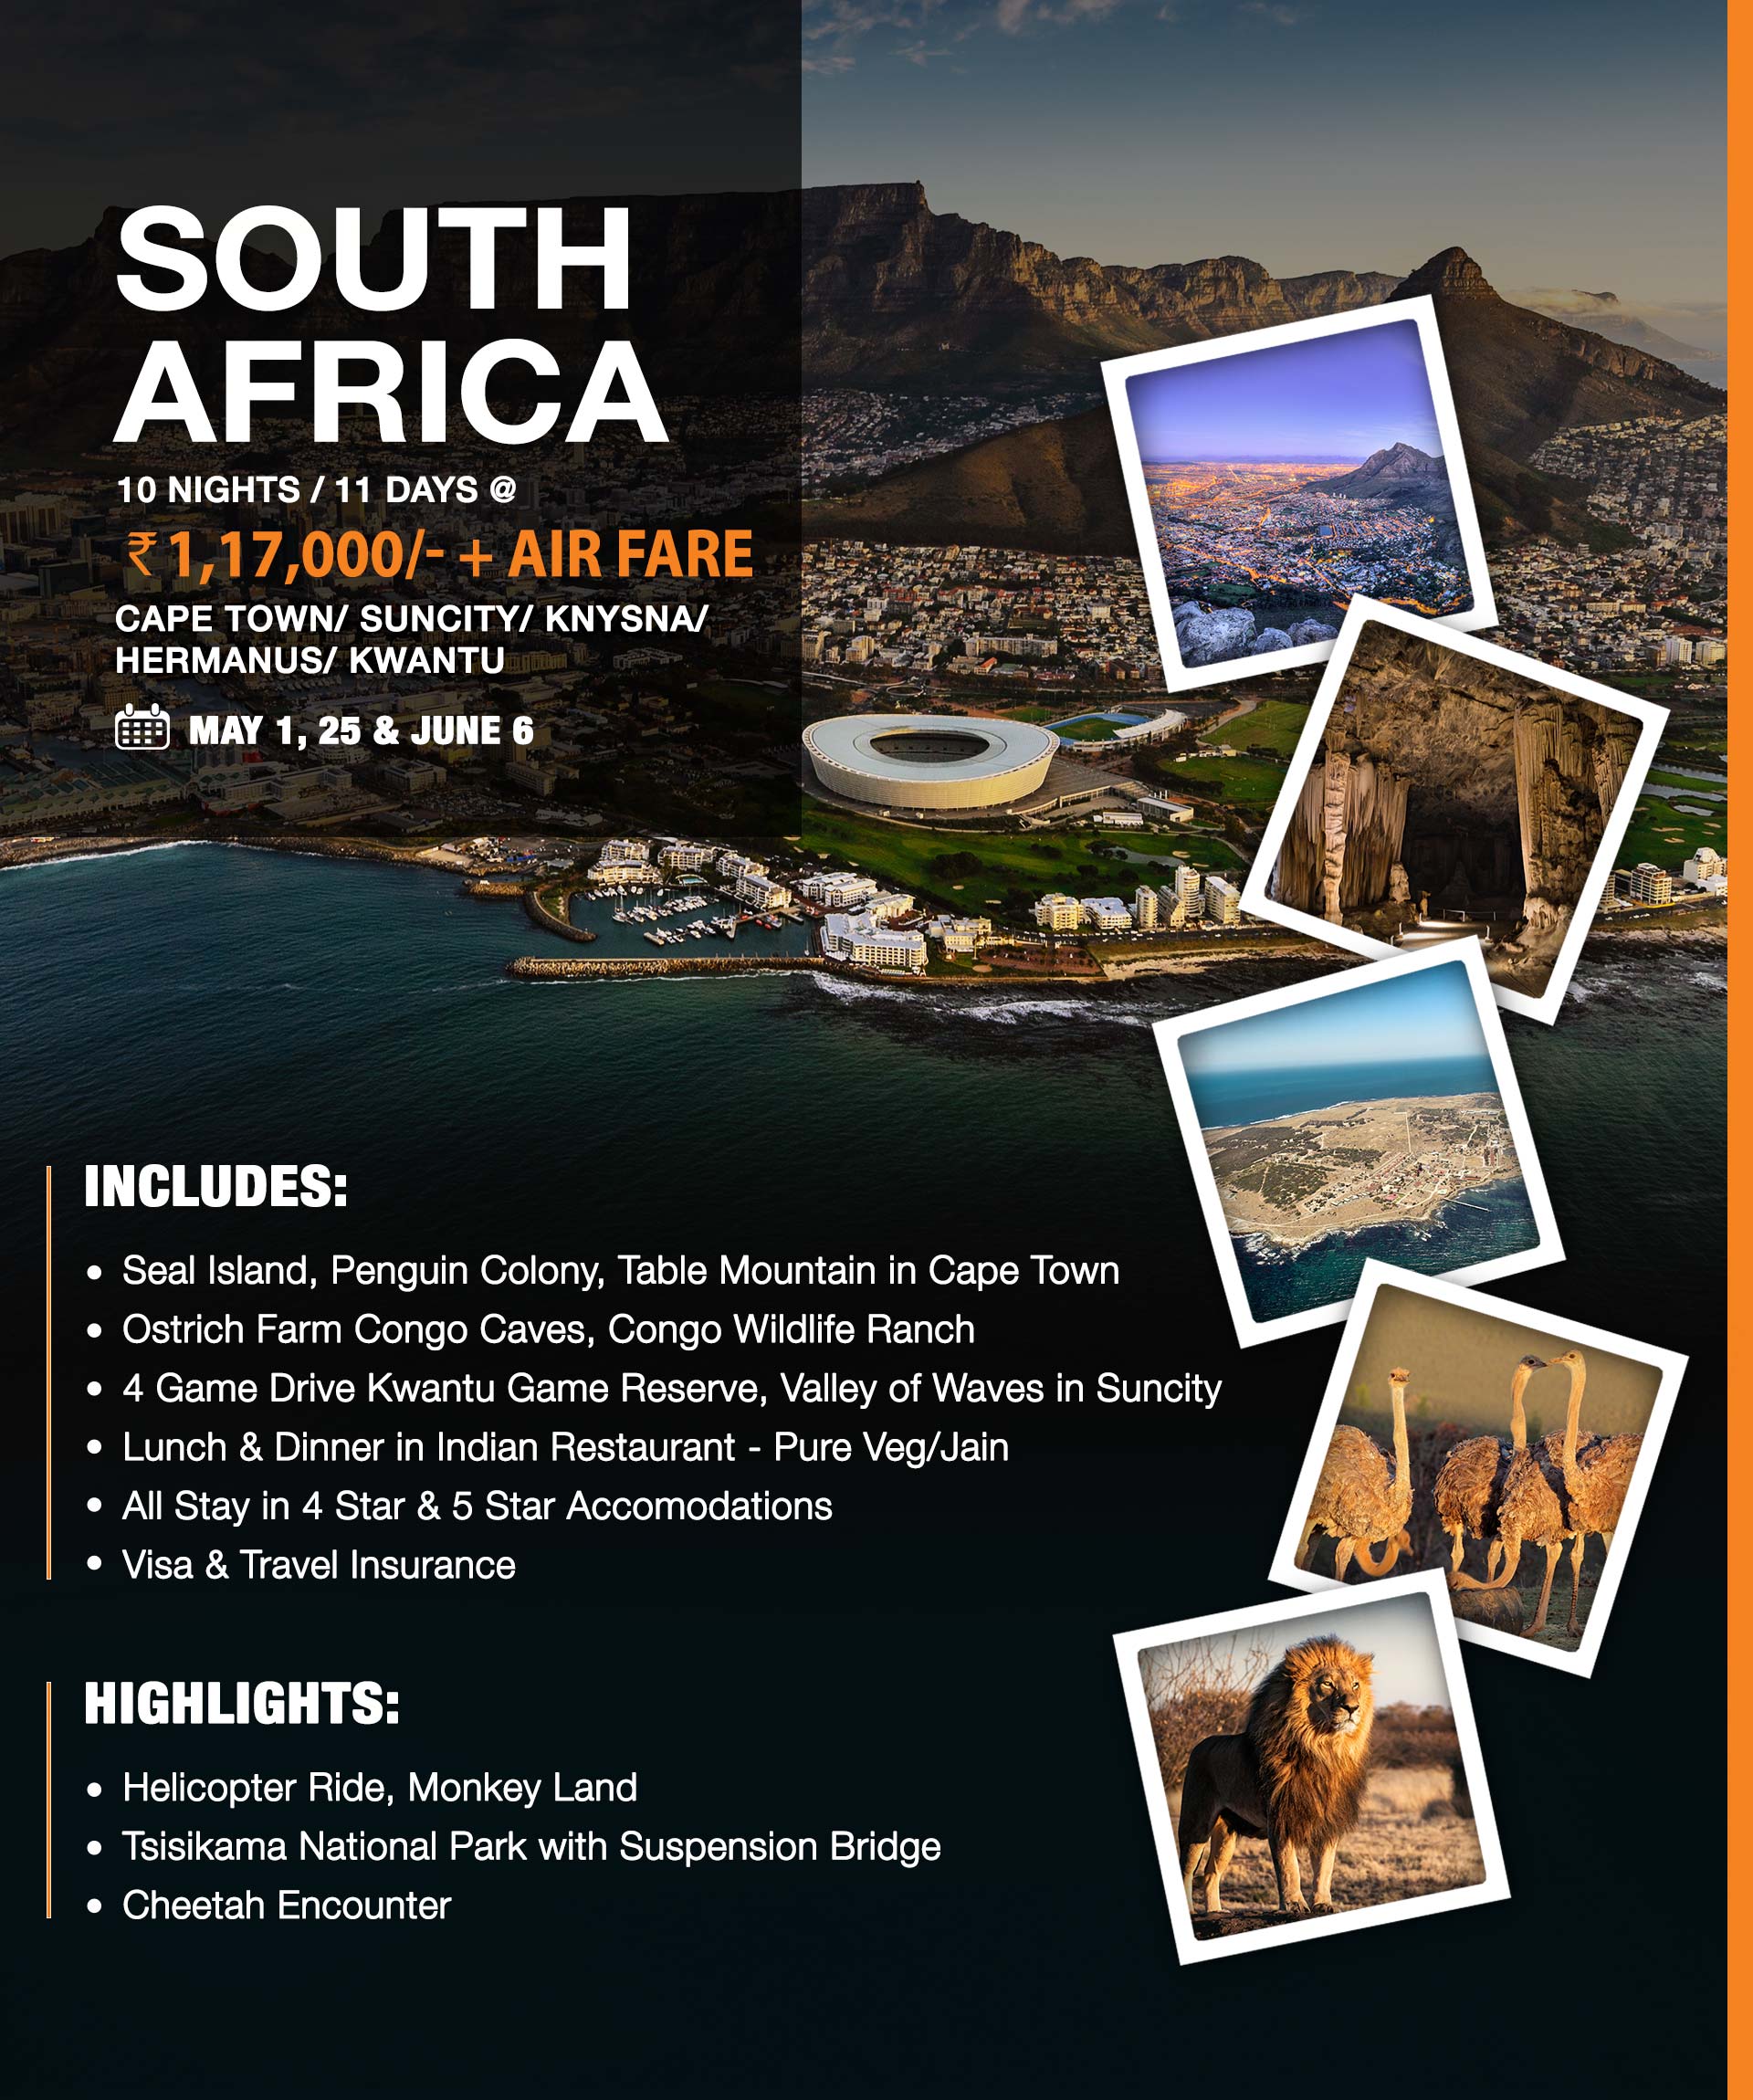 SOUTH
AFRICA
10 NIGHTS / 11 DAYS @
₹ 1,17,000/- + AIR FARE
CAPE TOWN/ SUNCITY/ KNYSNA/
HERMANUS/ KWANTU
MAY 1, 25 & JUNE 6
INCLUDES:
• Seal Island, Penguin Colony, Table Mountain in Cape Town
• Ostrich Farm Congo Caves, Congo Wildlife Ranch
• 4 Game Drive Kwantu Game Reserve, Valley of Waves in Suncity
• Lunch & Dinner in Indian Restaurant - Pure Veg/Jain
• All Stay in 4 Star & 5 Star Accomodations
• Visa & Travel Insurance
HIGHLIGHTS:
• Helicopter Ride, Monkey Land
• Tsisikama National Park with Suspension Bridge
• Cheetah Encounter